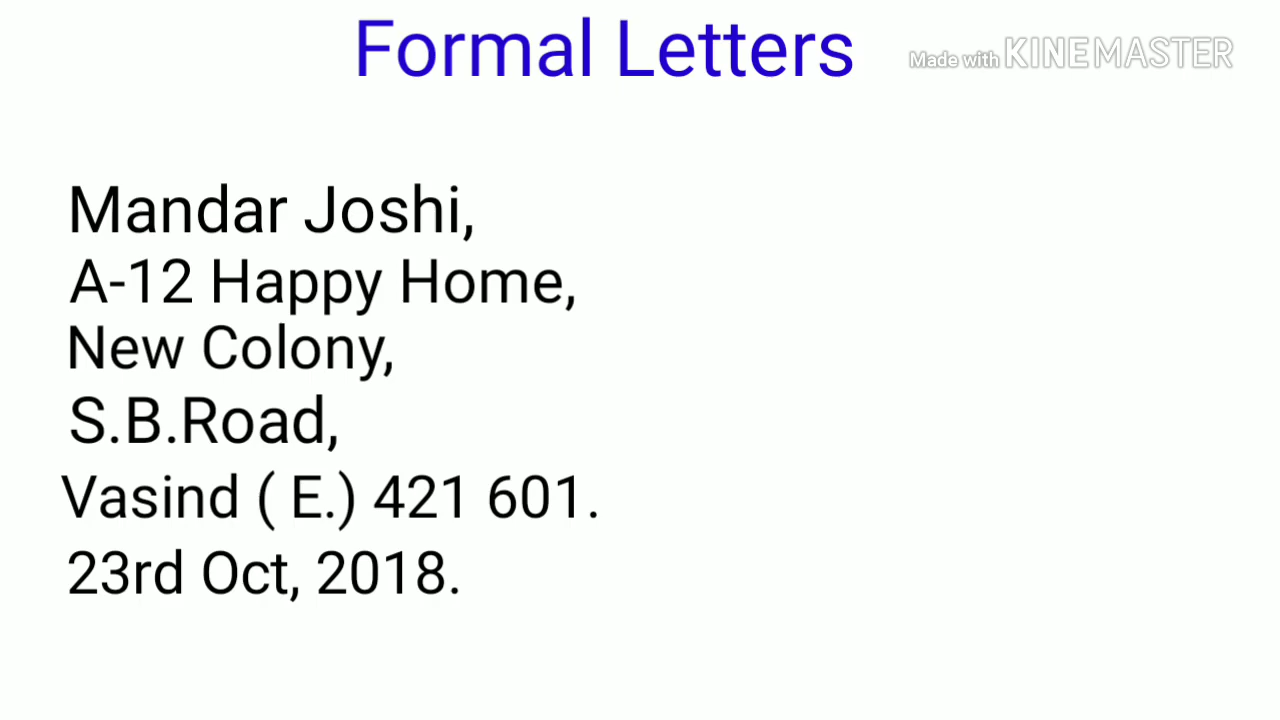 Formal Letters
Made with KINEMASTER
Mandar Joshi,
A-12 Happy Home,
New Colony,
S.B.Road,
Vasind ( E.) 421 601.
23rd Oct, 2018.